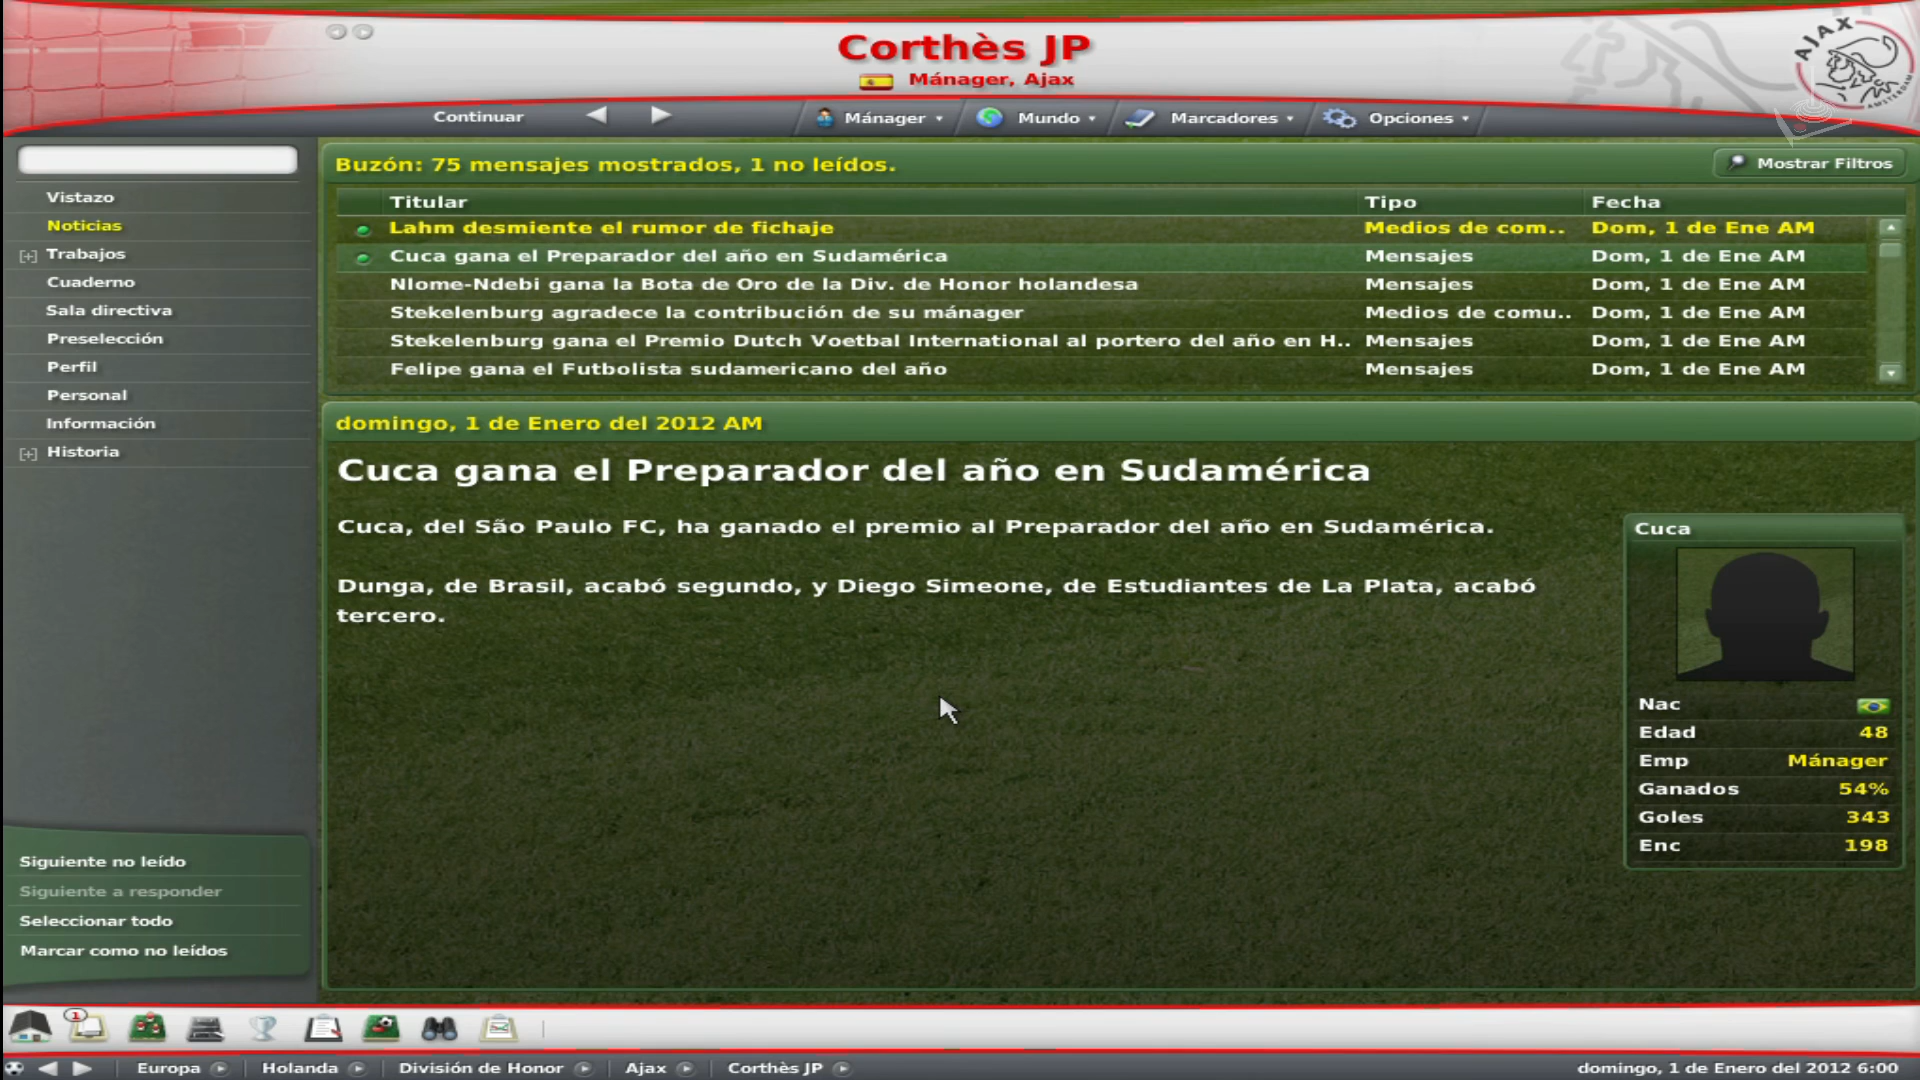 Corthès JP
Mánager, Ajax
AJAX
AMSTERDAM
Continuar
Mánager
Mundo
Marcadores
Opciones
Vistazo
Noticias
[+] Trabajos
Cuaderno
Sala directiva
Preselección
Perfil
Personal
Información
[+] Historia
Buzón: 75 mensajes mostrados, 1 no leídos.
Mostrar Filtros
Titular Tipo Fecha
Lahm desmiente el rumor de fichaje Medios de com.. Dom, 1 de Ene AM
Cuca gana el Preparador del año en Sudamérica Mensajes Dom, 1 de Ene AM
Nlome-Ndebi gana la Bota de Oro de la Div. de Honor holandesa Mensajes Dom, 1 de Ene AM
Stekelenburg agradece la contribución de su mánager Medios de comu.. Dom, 1 de Ene AM
Stekelenburg gana el Premio Dutch Voetbal International al portero del año en H.. Mensajes Dom, 1 de Ene AM
Felipe gana el Futbolista sudamericano del año Mensajes Dom, 1 de Ene AM
domingo, 1 de Enero del 2012 AM
Cuca gana el Preparador del año en Sudamérica
Cuca, del São Paulo FC, ha ganado el premio al Preparador del año en Sudamérica.
Dunga, de Brasil, acabó segundo, y Diego Simeone, de Estudiantes de La Plata, acabó
tercero.
Cuca
Nac
Edad 48
Emp Mánager
Ganados 54%
Goles 343
Enc 198
Siguiente no leído
Siguiente a responder
Seleccionar todo
Marcar como no leídos
1
Europa
Holanda
División de Honor
Ajax
Corthès JP
domingo, 1 de Enero del 2012 6:00